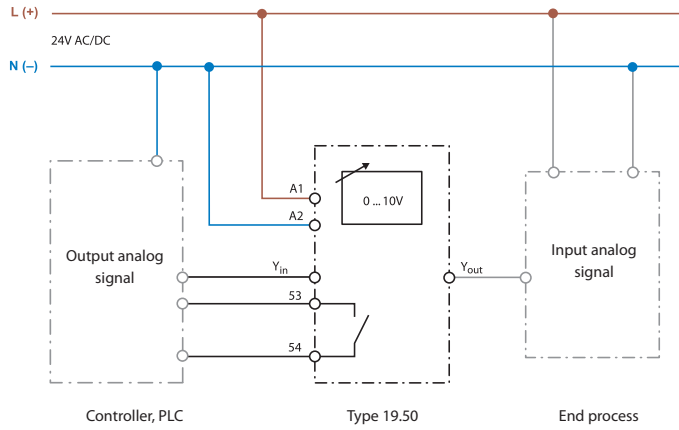 L (+)
24V AC/DC
N (–)
A1
0 ... 10V
A2
Output analog
signal
Yin
Yout
Input analog
signal
53
54
Controller, PLC
Type 19.50
End process